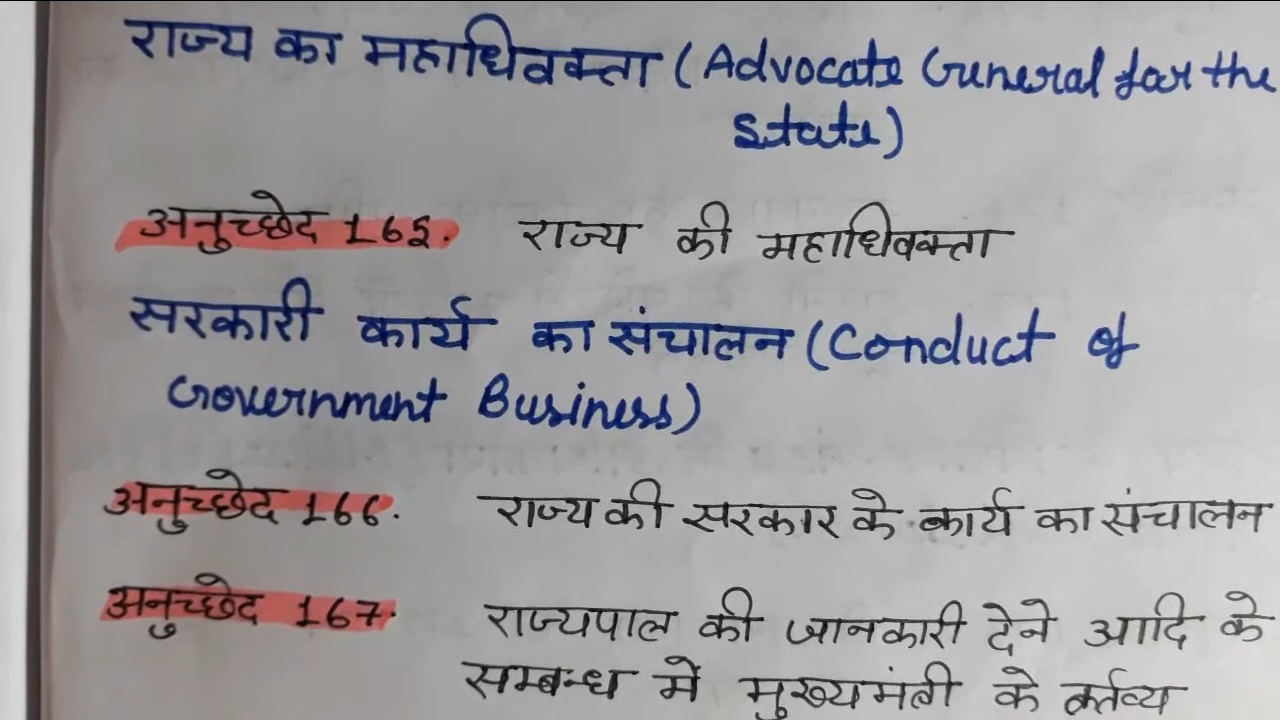 राज्य का महाधिवक्ता (Advocate General for the
State)
अनुच्छेद 165. राज्य की महाधिवक्ता
सरकारी कार्य का संचालन (Conduct of
Government Business)
अनुच्छेद 166. राज्य की सरकार के कार्य का संचालन
अनुच्छेद 167. राज्यपाल की जानकारी देने आदि के
सम्बन्ध में मुख्यमंत्री के कर्तव्य